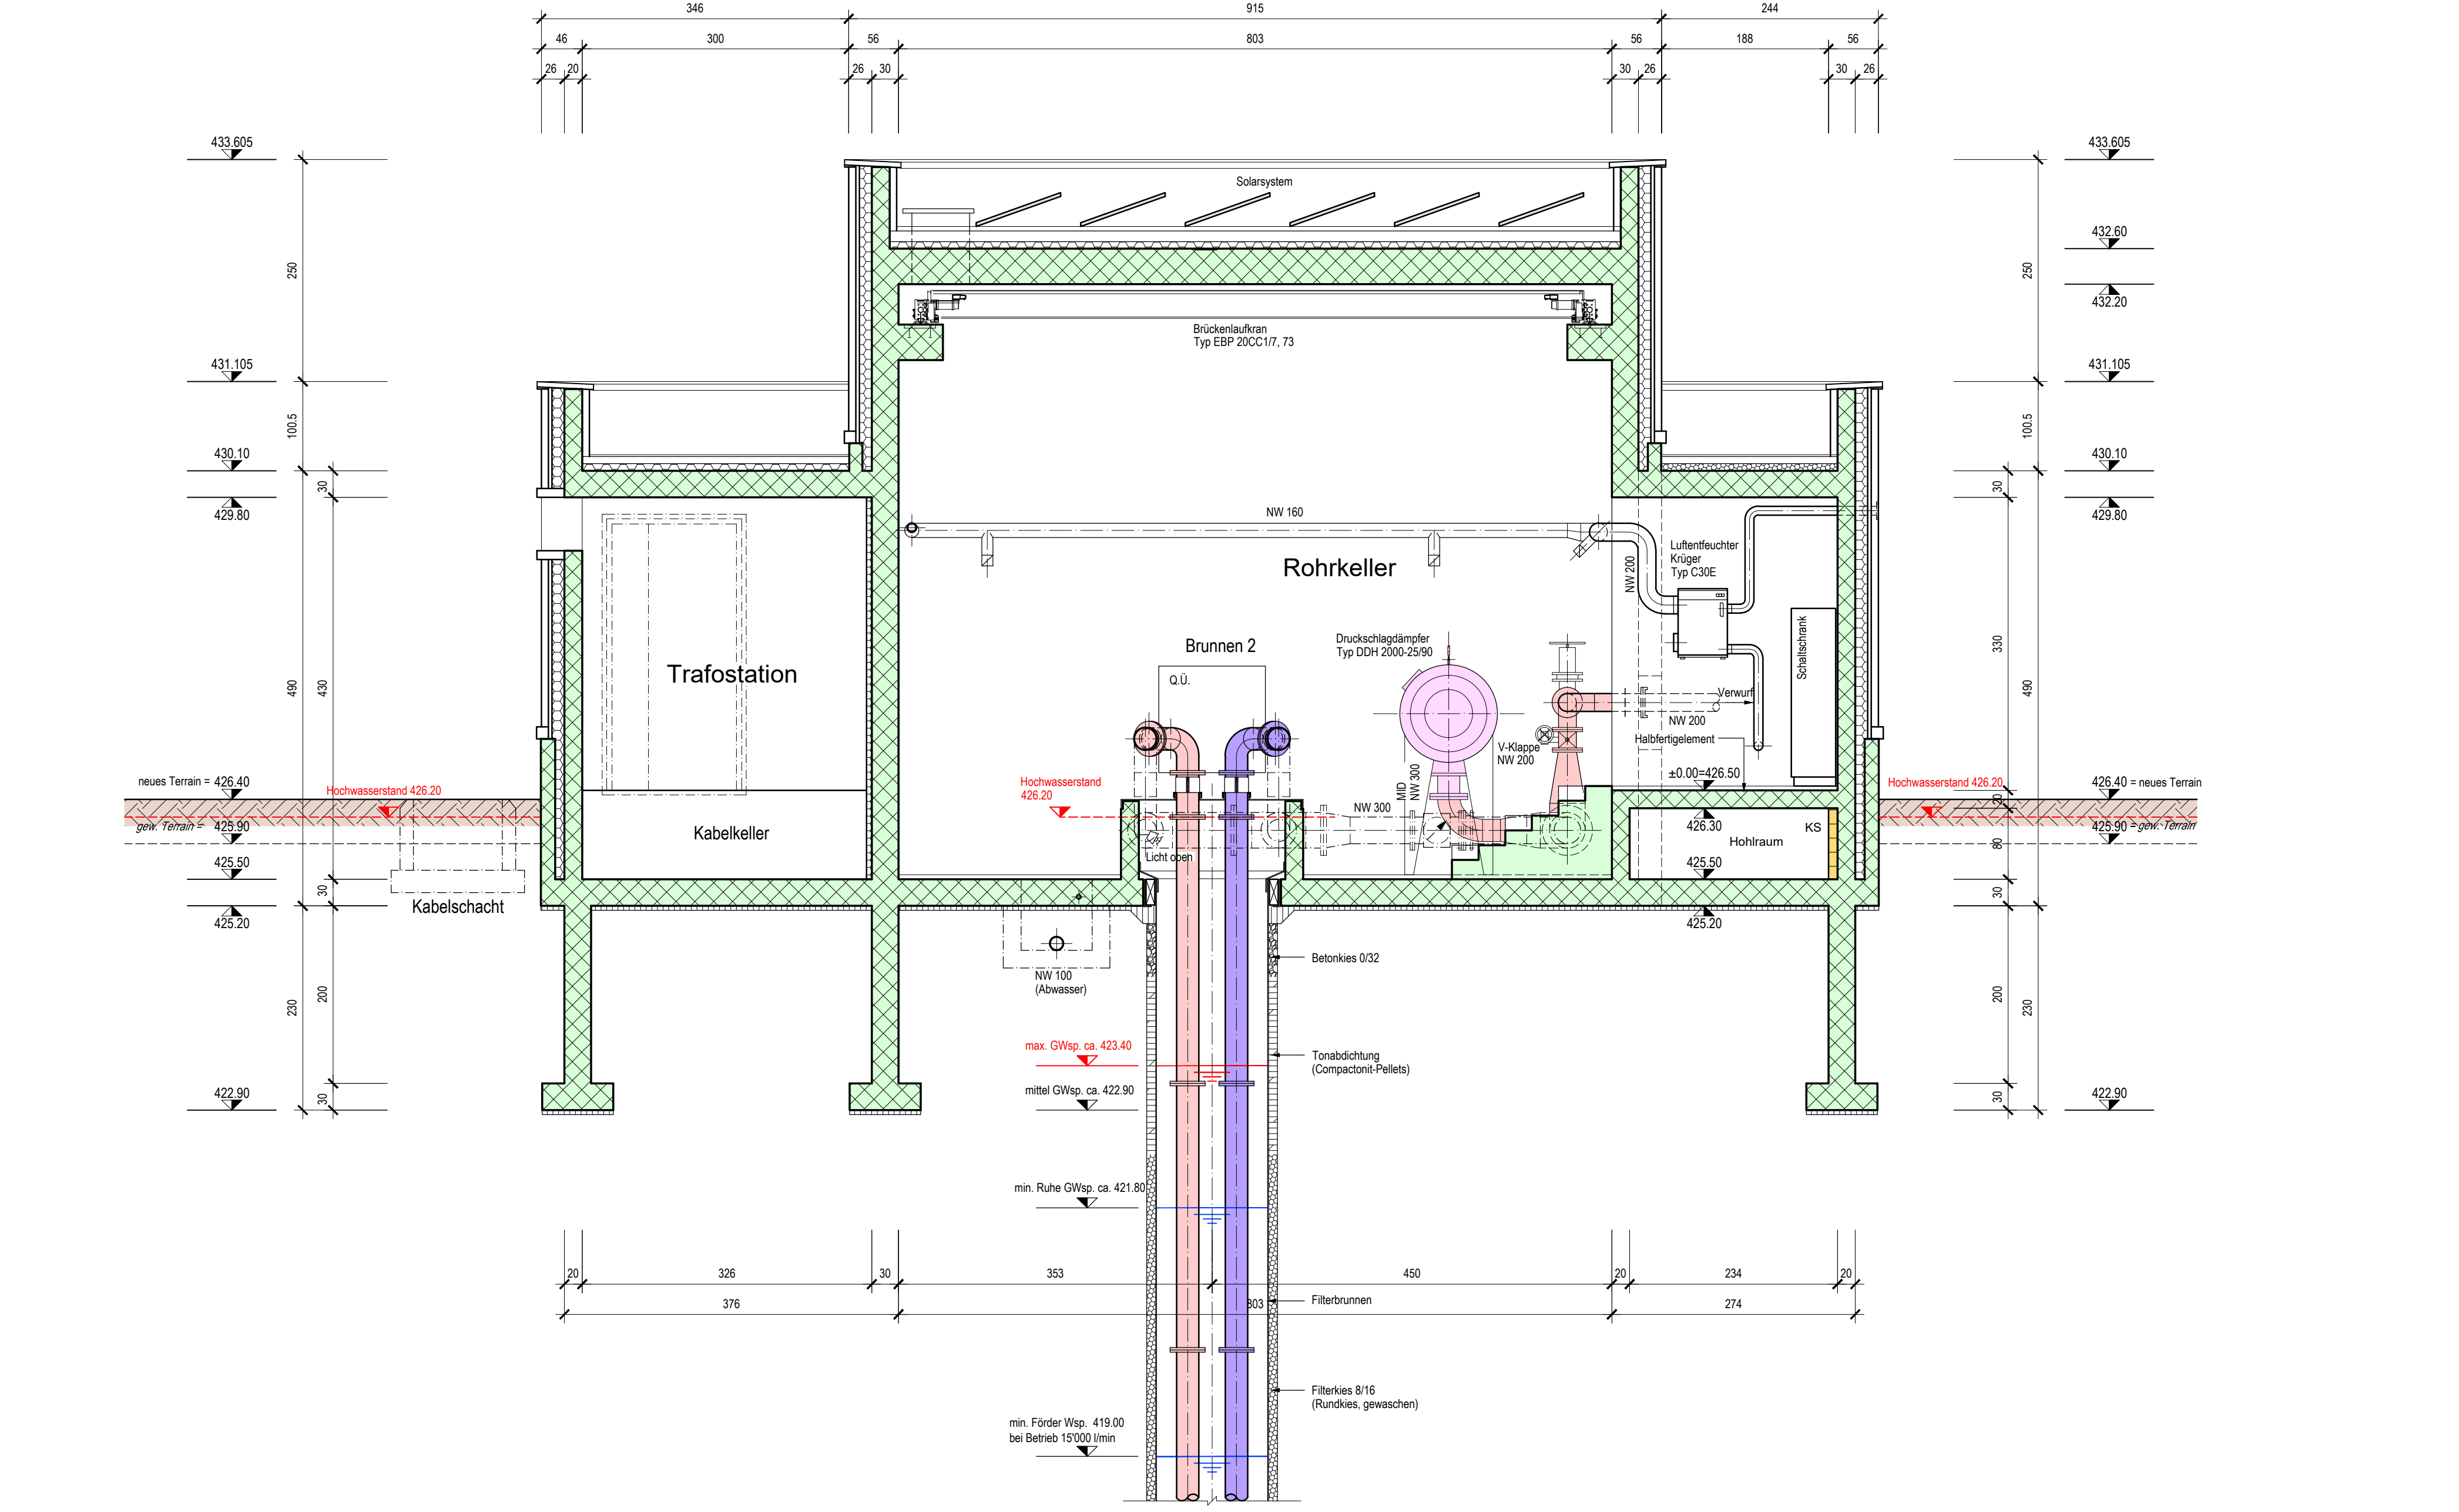 346
915
244
46
300
56
803
56
188
56
26
20
26
30
30
26
30
26
433.605
433.605
Solarsystem
432.60
250
250
432.20
Brückenlaufkran
Typ EBP 20CC1/7, 73
431.105
431.105
100.5
100.5
430.10
430.10
30
30
429.80
429.80
NW 160
Rohrkeller
NW 200
Luftentfeuchter
Krüger
Typ C30E
Schaltschrank
330
490
430
490
Trafostation
Brunnen 2
Q.Ü.
Druckschlagdämpfer
Typ DDH 2000-25/90
Verwurf
NW 200
V-Klappe
NW 200
Halbfertigelement
±0.00=426.50
neues Terrain = 426.40
Hochwasserstand 426.20
Hochwasserstand
426.20
MID
NW 300
NW 300
Hochwasserstand 426.20
426.40 = neues Terrain
20
gew. Terrain = 425.90
Kabelkeller
Licht oben
426.30
KS
Hohlraum
425.90 = gew. Terrain
80
425.50
425.50
30
30
Kabelschacht
425.20
425.20
Betonkies 0/32
NW 100
(Abwasser)
200
230
200
230
max. GWsp. ca. 423.40
Tonabdichtung
(Compactonit-Pellets)
mittel GWsp. ca. 422.90
422.90
30
30
422.90
min. Ruhe GWsp. ca. 421.80
20
326
30
353
450
20
234
20
376
803
274
Filterbrunnen
Filterkies 8/16
(Rundkies, gewaschen)
min. Förder Wsp. 419.00
bei Betrieb 15'000 l/min